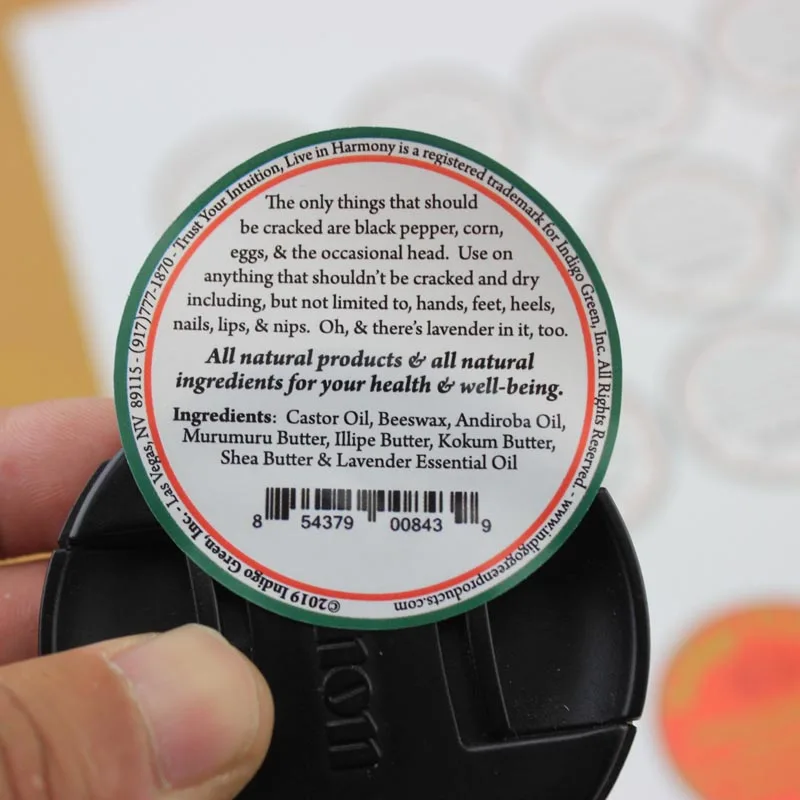 The only things that should
be cracked are black pepper, corn,
eggs, & the occasional head. Use on
anything that shouldn't be cracked and dry
including, but not limited to, hands, feet, heels,
nails, lips, & nips. Oh, & there's lavender in it, too.
All natural products & all natural
ingredients for your health & well-being.
Ingredients: Castor Oil, Beeswax, Andiroba Oil,
Murumuru Butter, Illipe Butter, Kokum Butter,
Shea Butter & Lavender Essential Oil
8 54379 00843 9
©2019 Indigo Green, Inc. - Las Vegas, NV 89115 - (917)777-1870 - Trust Your Intuition, Live in Harmony is a registered trademark for Indigo Green, Inc. All Rights Reserved. - www.indigogreenproducts.com